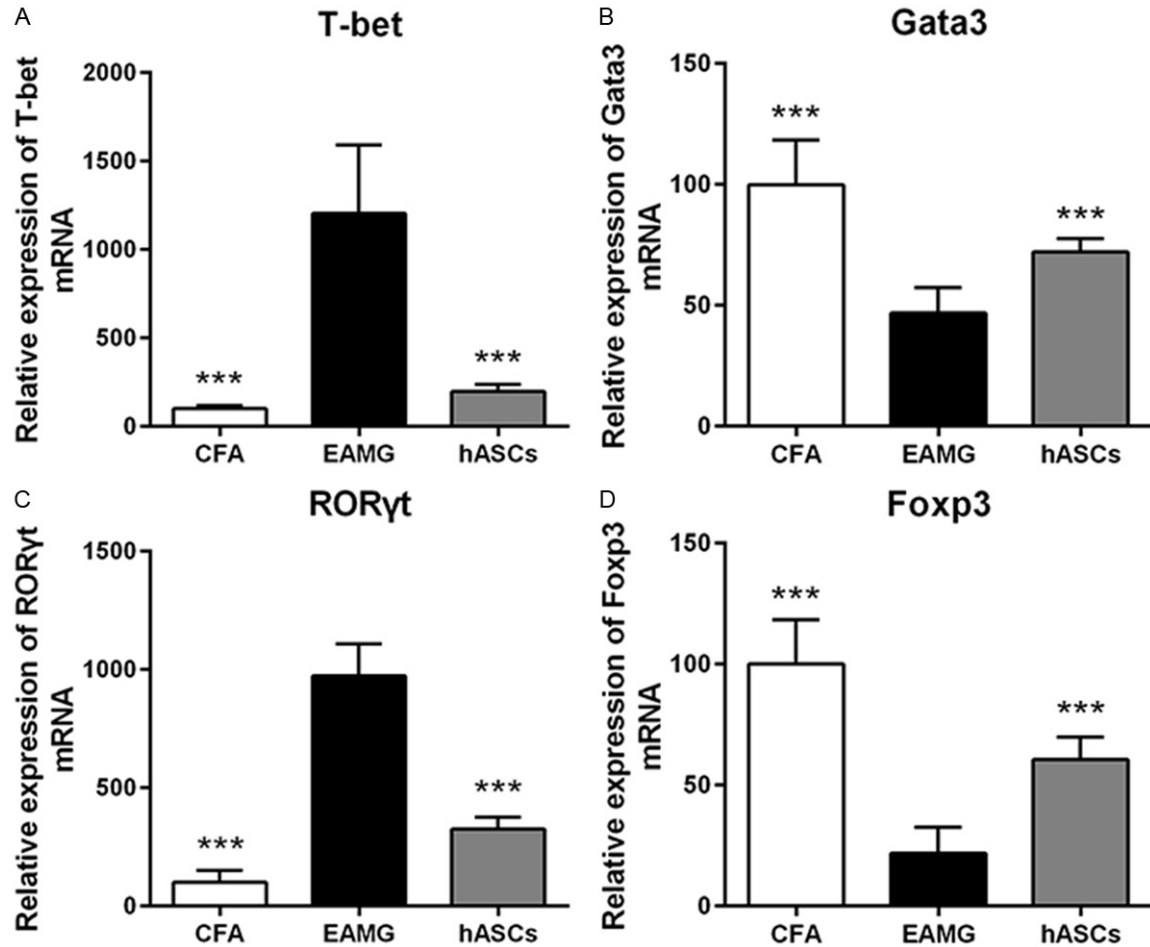 A
T-bet
Relative expression of T-bet
mRNA
2000
1500
1000
500
0
***
***
CFA
EAMG
hASCs
B
Gata3
Relative expression of Gata3
mRNA
150
100
50
0
***
***
CFA
EAMG
hASCs
C
RORγt
Relative expression of RORγt
mRNA
1500
1000
500
0
***
***
CFA
EAMG
hASCs
D
Foxp3
Relative expression of Foxp3
mRNA
150
100
50
0
***
***
CFA
EAMG
hASCs